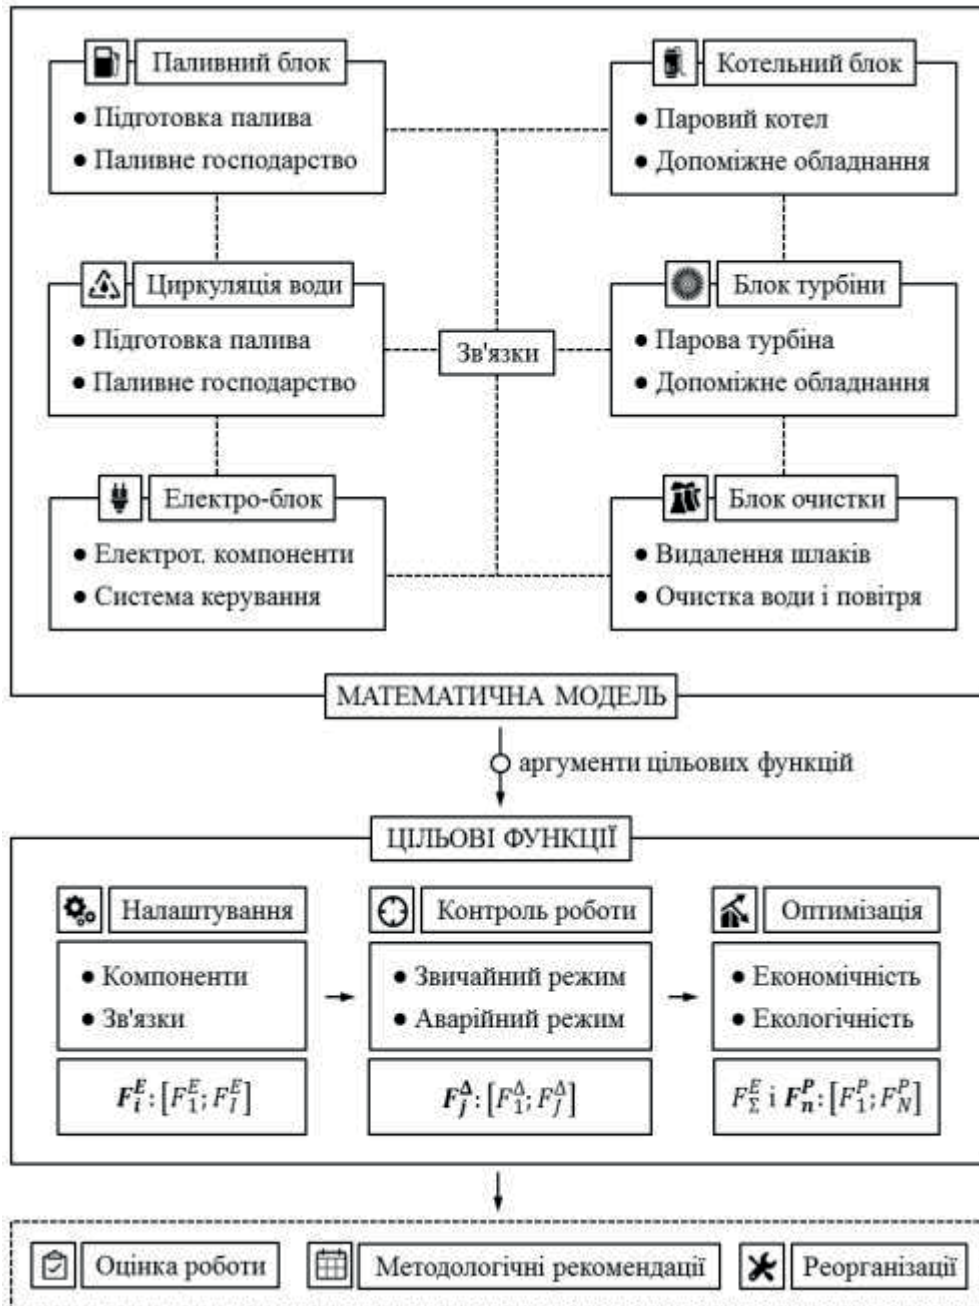 Паливний блок
● Підготовка палива
● Паливне господарство
Котельний блок
● Паровий котел
● Допоміжне обладнання
Циркуляція води
● Підготовка палива
● Паливне господарство
Зв'язки
Блок турбіни
● Парова турбіна
● Допоміжне обладнання
Електро-блок
● Електрот. компоненти
● Система керування
Блок очистки
● Видалення шлаків
● Очистка води і повітря
МАТЕМАТИЧНА МОДЕЛЬ
аргументи цільових функцій
ЦІЛЬОВІ ФУНКЦІЇ
Налаштування
● Компоненти
● Зв'язки
F_i^E: [F_1^E; F_I^E]
Контроль роботи
● Звичайний режим
● Аварійний режим
F_j^Δ: [F_1^Δ; F_J^Δ]
Оптимізація
● Економічність
● Екологічність
F_Σ^E і F_n^P: [F_1^P; F_N^P]
Оцінка роботи
Методологічні рекомендації
Реорганізації